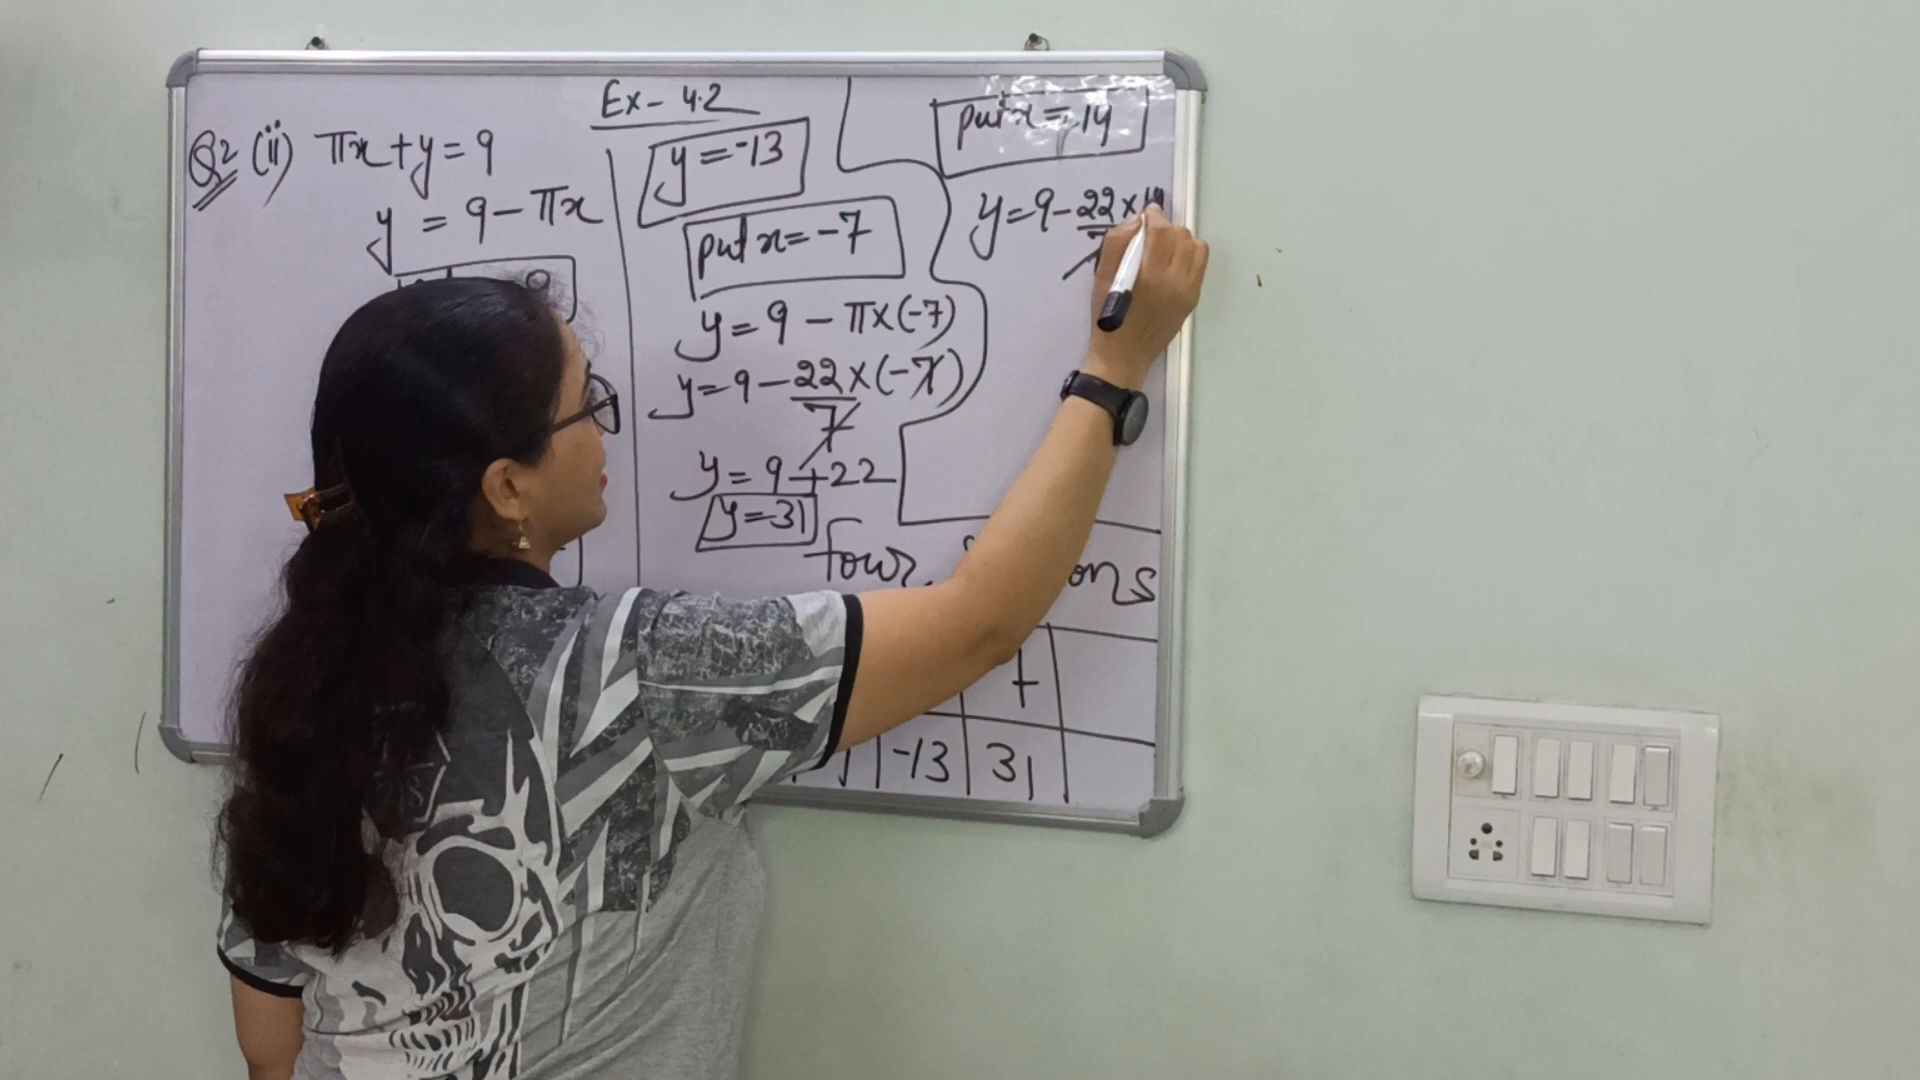 Ex - 4.2
Q2 (ii) πx + y = 9
y = 9 - πx
y = -13
put x = -7
y = 9 - π×(-7)
y = 9 - 22/7 × (-7)
y = 9 + 22
y = 31
put x = 14
y = 9 - 22/7 × 14
four
-13 31